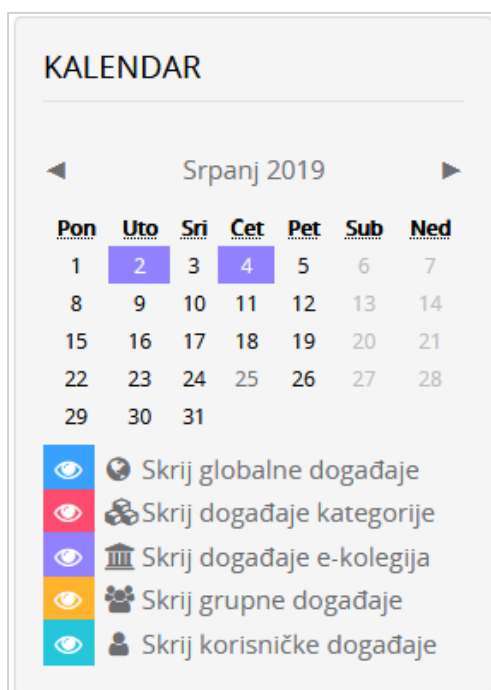 KALENDAR
◄ Srpanj 2019 ►
Pon Uto Sri Čet Pet Sub Ned
1 2 3 4 5 6 7
8 9 10 11 12 13 14
15 16 17 18 19 20 21
22 23 24 25 26 27 28
29 30 31
Skrij globalne događaje
Skrij događaje kategorije
Skrij događaje e-kolegija
Skrij grupne događaje
Skrij korisničke događaje